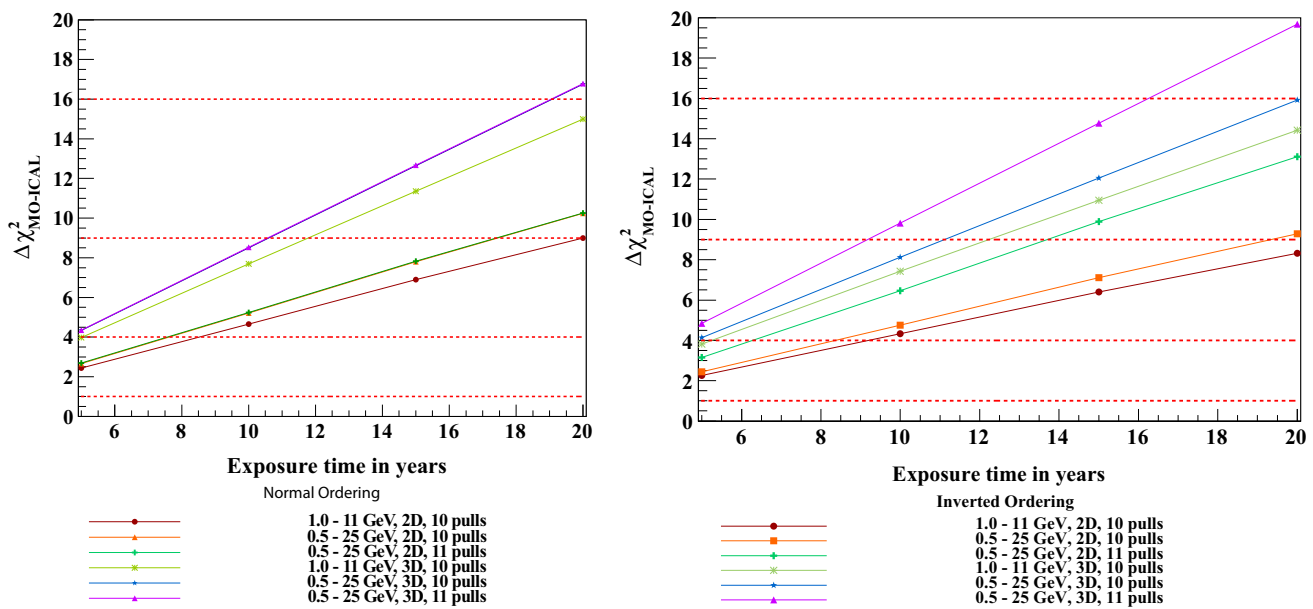 20
18
16
14
12
10
8
6
4
2
0
Δχ²MO-ICAL
6 8 10 12 14 16 18 20
Exposure time in years
Normal Ordering
1.0 - 11 GeV, 2D, 10 pulls
0.5 - 25 GeV, 2D, 10 pulls
0.5 - 25 GeV, 2D, 11 pulls
1.0 - 11 GeV, 3D, 10 pulls
0.5 - 25 GeV, 3D, 10 pulls
0.5 - 25 GeV, 3D, 11 pulls
20
18
16
14
12
10
8
6
4
2
0
Δχ²MO-ICAL
6 8 10 12 14 16 18 20
Exposure time in years
Inverted Ordering
1.0 - 11 GeV, 2D, 10 pulls
0.5 - 25 GeV, 2D, 10 pulls
0.5 - 25 GeV, 2D, 11 pulls
1.0 - 11 GeV, 3D, 10 pulls
0.5 - 25 GeV, 3D, 10 pulls
0.5 - 25 GeV, 3D, 11 pulls